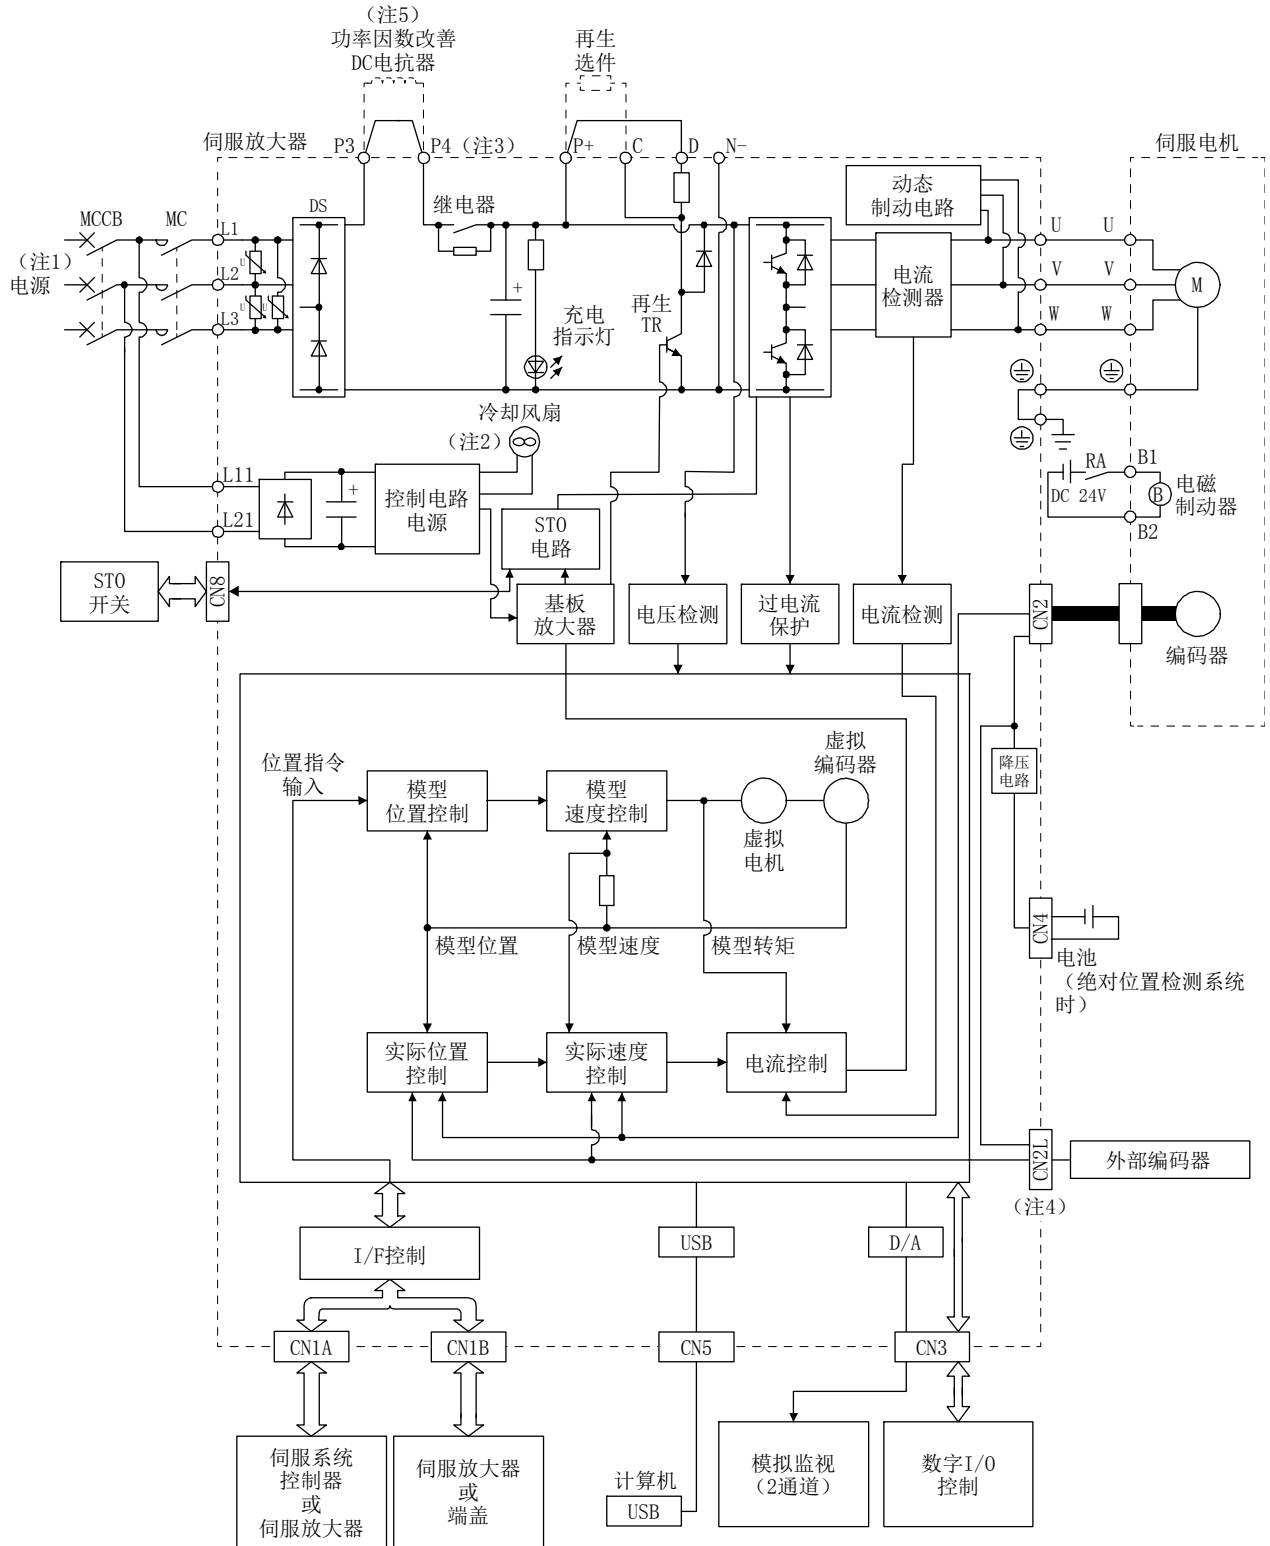 （注5）
功率因数改善
DC电抗器
再生
选件
伺服放大器
P3
P4（注3）
P+
C
D
N-
伺服电机
MCCB
MC
L1
DS
继电器
动态
制动电路
U
U
（注1）
电源
L2
U
V
V
M
电流
检测器
L3
U
U
+
充电
指示灯
再生
TR
W
W
冷却风扇
（注2）
L11
+
控制电路
电源
L21
RA
DC 24V
B1
B
电磁
制动器
B2
STO
电路
STO
开关
CN8
基板
放大器
电压检测
过电流
保护
电流检测
CN2
编码器
位置指令
输入
模型
位置控制
模型
速度控制
虚拟
编码器
虚拟
电机
降压
电路
模型位置
模型速度
模型转矩
CN4
电池
（绝对位置检测系统
时）
实际位置
控制
实际速度
控制
电流控制
CN2L
外部编码器
（注4）
I/F控制
USB
D/A
CN1A
CN1B
CN5
CN3
伺服系统
控制器
或
伺服放大器
伺服放大器
或
端盖
计算机
USB
模拟监视
（2通道）
数字I/O
控制